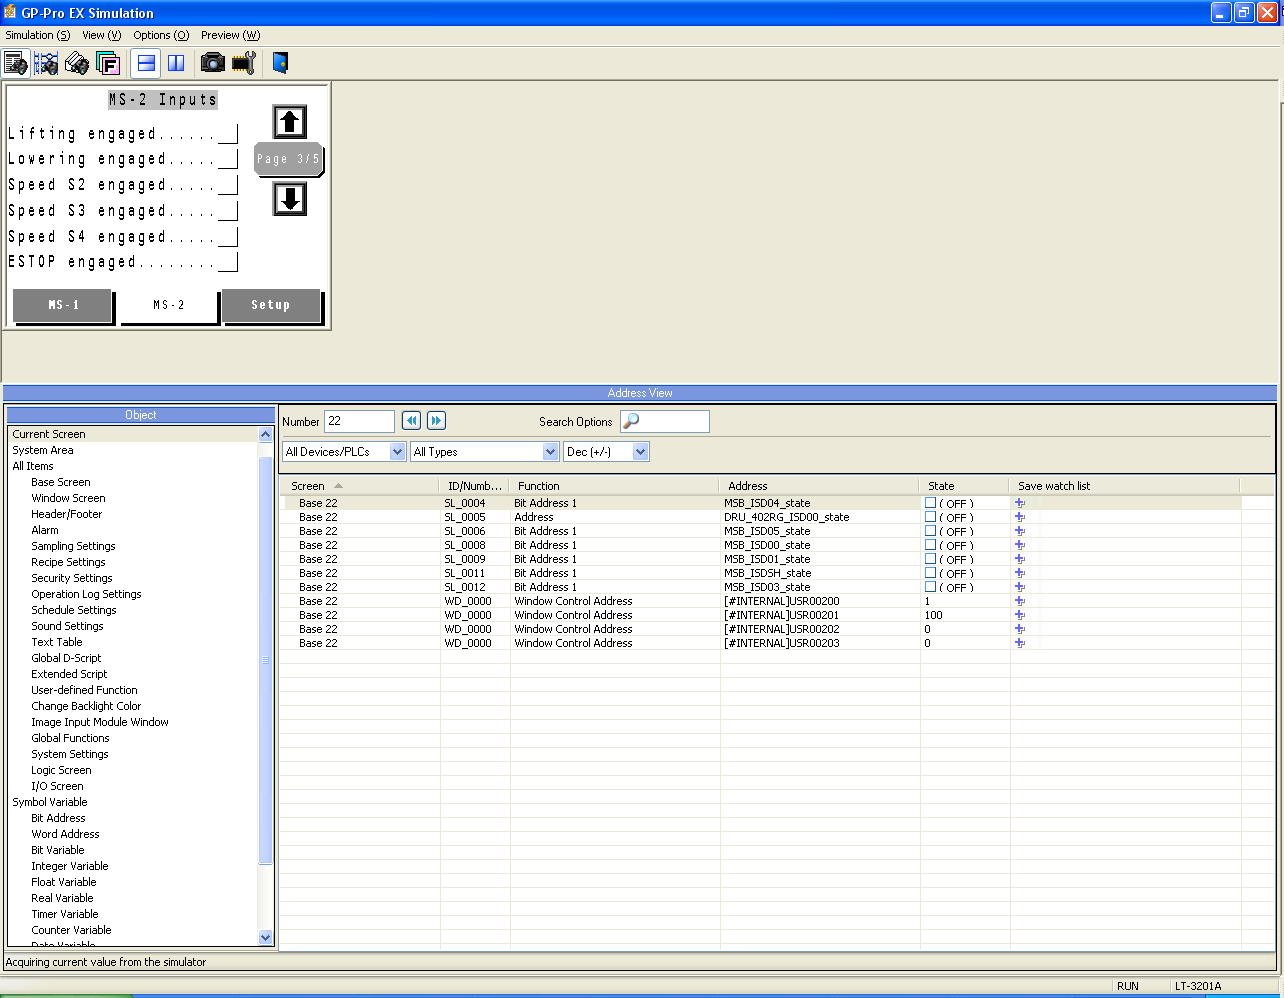 GP-Pro EX Simulation
Simulation (S) View (V) Options (O) Preview (W)
F
MS-2 Inputs
Lifting engaged......
Lowering engaged.....
Page 3/5
Speed S2 engaged.....
Speed S3 engaged.....
Speed S4 engaged.....
ESTOP engaged........
MS-1 MS-2 Setup
Address View
Object
Current Screen
System Area
All Items
Base Screen
Window Screen
Header/Footer
Alarm
Sampling Settings
Recipe Settings
Security Settings
Operation Log Settings
Schedule Settings
Sound Settings
Text Table
Global D-Script
Extended Script
User-defined Function
Change Backlight Color
Image Input Module Window
Global Functions
System Settings
Logic Screen
I/O Screen
Symbol Variable
Bit Address
Word Address
Bit Variable
Integer Variable
Float Variable
Real Variable
Timer Variable
Counter Variable
Date Variable
Number 22 Search Options
All Devices/PLCs All Types Dec (+/-)
Screen ID/Numb... Function Address State Save watch list
Base 22 SL_0004 Bit Address 1 MSB_ISD04_state ( OFF )
Base 22 SL_0005 Address DRU_402RG_ISD00_state ( OFF )
Base 22 SL_0006 Bit Address 1 MSB_ISD05_state ( OFF )
Base 22 SL_0008 Bit Address 1 MSB_ISD00_state ( OFF )
Base 22 SL_0009 Bit Address 1 MSB_ISD01_state ( OFF )
Base 22 SL_0011 Bit Address 1 MSB_ISDSH_state ( OFF )
Base 22 SL_0012 Bit Address 1 MSB_ISD03_state ( OFF )
Base 22 WD_0000 Window Control Address [#INTERNAL]USR00200 1
Base 22 WD_0000 Window Control Address [#INTERNAL]USR00201 100
Base 22 WD_0000 Window Control Address [#INTERNAL]USR00202 0
Base 22 WD_0000 Window Control Address [#INTERNAL]USR00203 0
Acquiring current value from the simulator
RUN LT-3201A